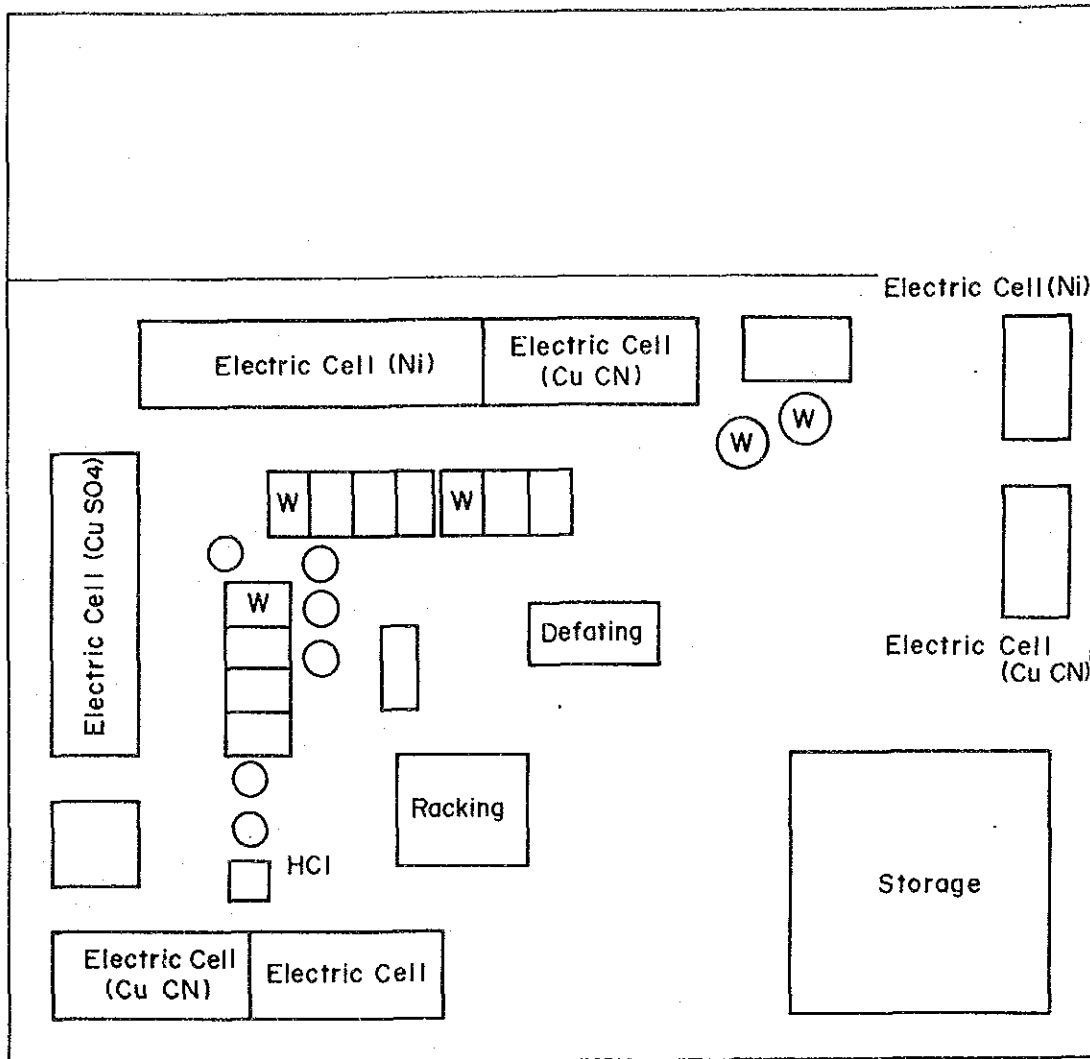 Electric Cell (Ni)
Electric Cell (Ni)
Electric Cell
(Cu CN)
W
W
W
W
Electric Cell (Cu SO4)
W
Defating
Electric Cell
(Cu CN)
Racking
HCl
Storage
Electric Cell
(Cu CN)
Electric Cell